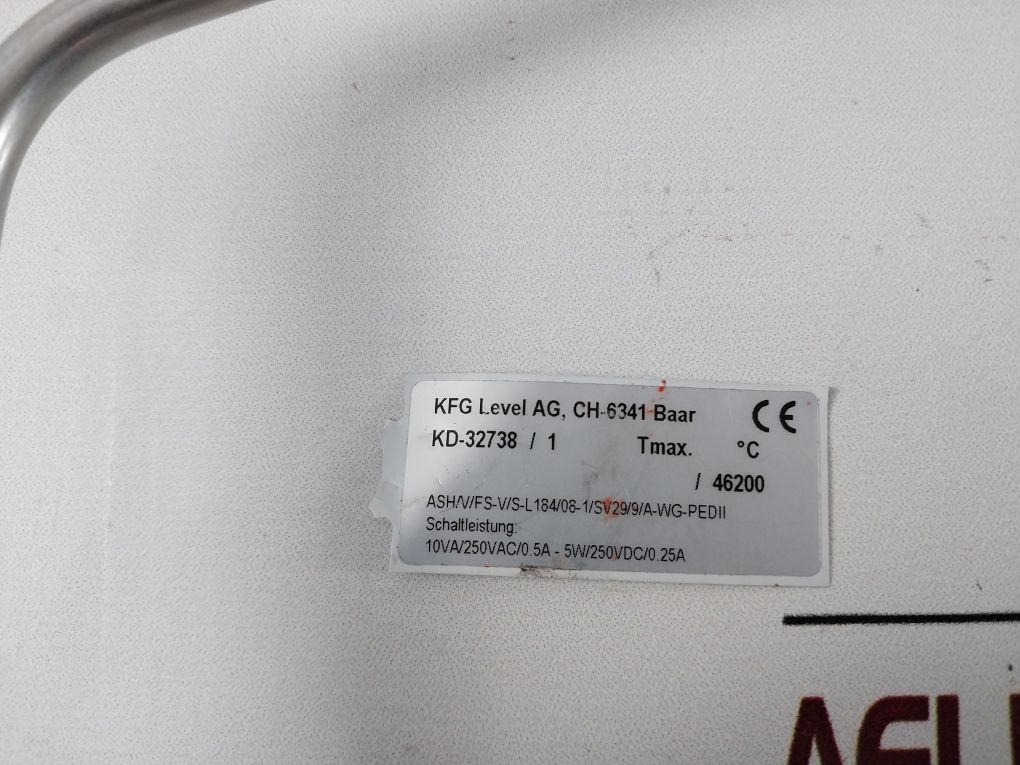 KFG Level AG, CH-6341 Baar CE
KD-32738 / 1 Tmax. °C
/ 46200
ASH/V/FS-V/S-L184/08-1/SV29/9/A-WG-PEDII
Schaltleistung:
10VA/250VAC/0.5A - 5W/250VDC/0.25A